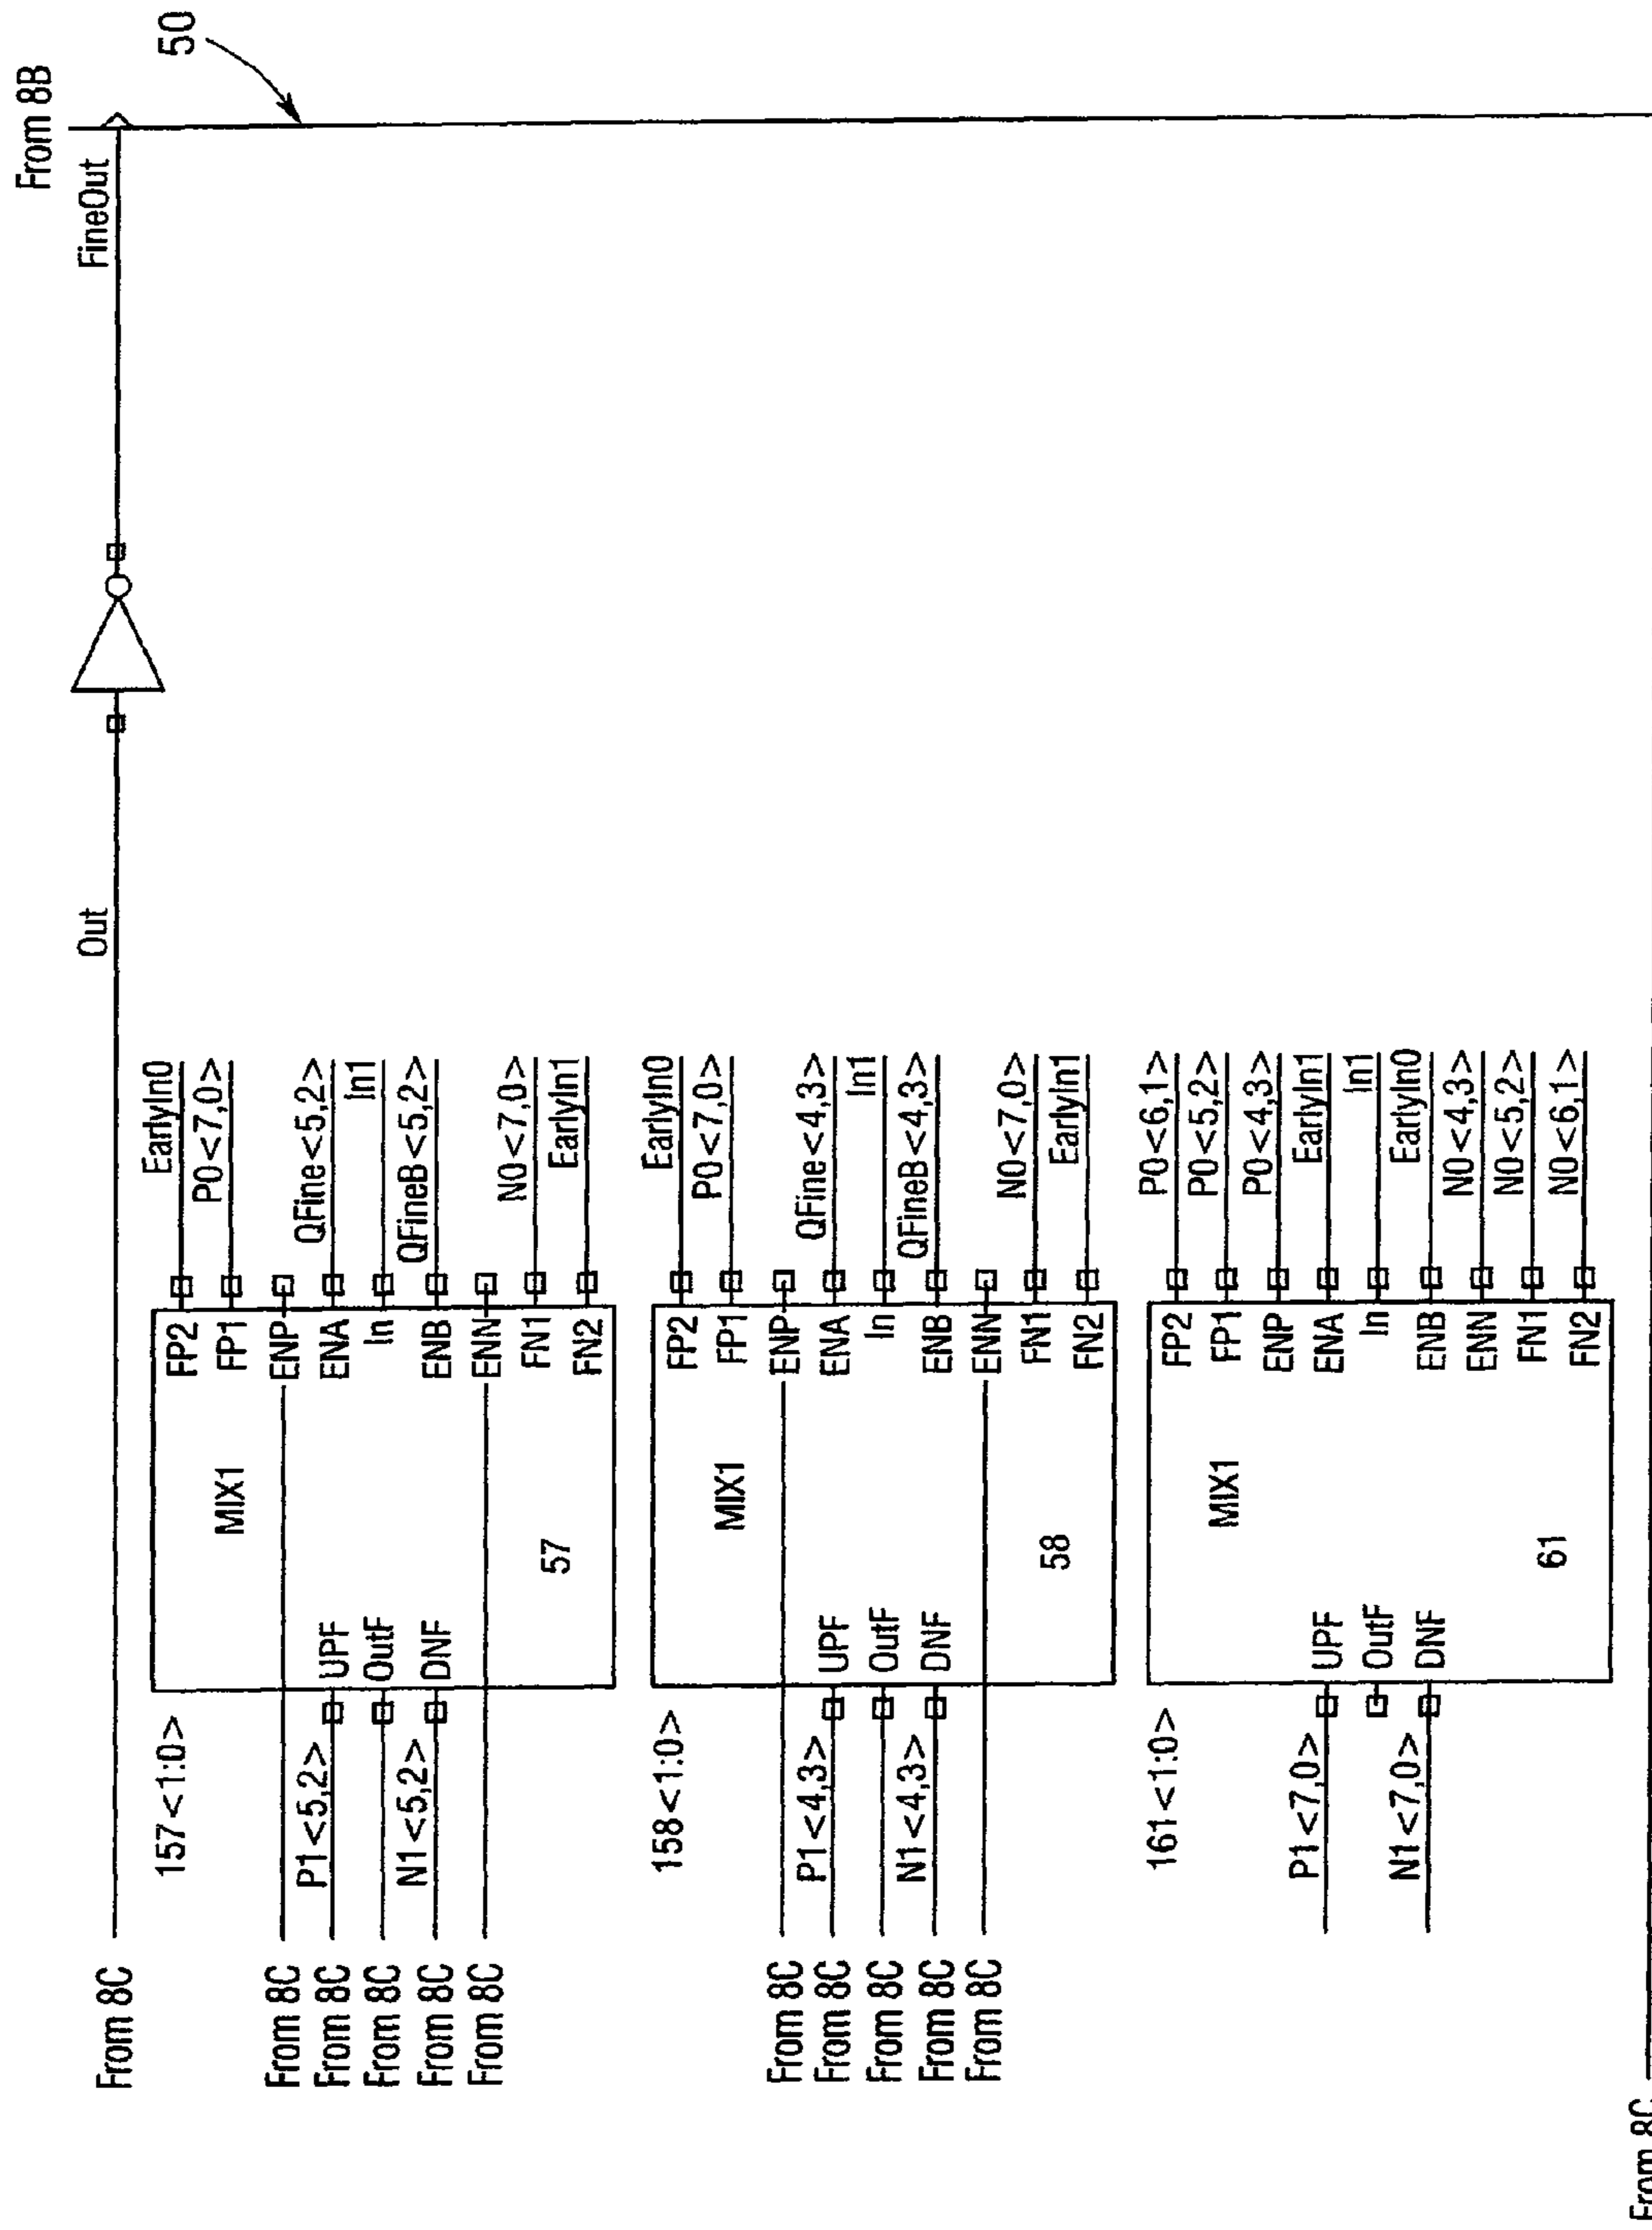 From 8B
50
From 8C
Out
FineOut
157<1:0>
MIX1
57
From 8C
From 8C
P1<5,2>
From 8C
From 8C
N1<5,2>
From 8C
UPF
OutF
DNF
FP2
FP1
ENP
ENA
In
ENB
ENN
FN1
FN2
EarlyIn0
P0<7,0>
QFine<5,2>
In1
QFineB<5,2>
N0<7,0>
EarlyIn1
158<1:0>
MIX1
58
From 8C
From 8C
P1<4,3>
From 8C
From 8C
N1<4,3>
From 8C
UPF
OutF
DNF
FP2
FP1
ENP
ENA
In
ENB
ENN
FN1
FN2
EarlyIn0
P0<7,0>
QFine<4,3>
In1
QFineB<4,3>
N0<7,0>
EarlyIn1
161<1:0>
MIX1
61
P1<7,0>
N1<7,0>
UPF
OutF
DNF
FP2
FP1
ENP
ENA
In
ENB
ENN
FN1
FN2
P0<6,1>
P0<5,2>
P0<4,3>
EarlyIn1
In1
EarlyIn0
N0<4,3>
N0<5,2>
N0<6,1>
From 8C